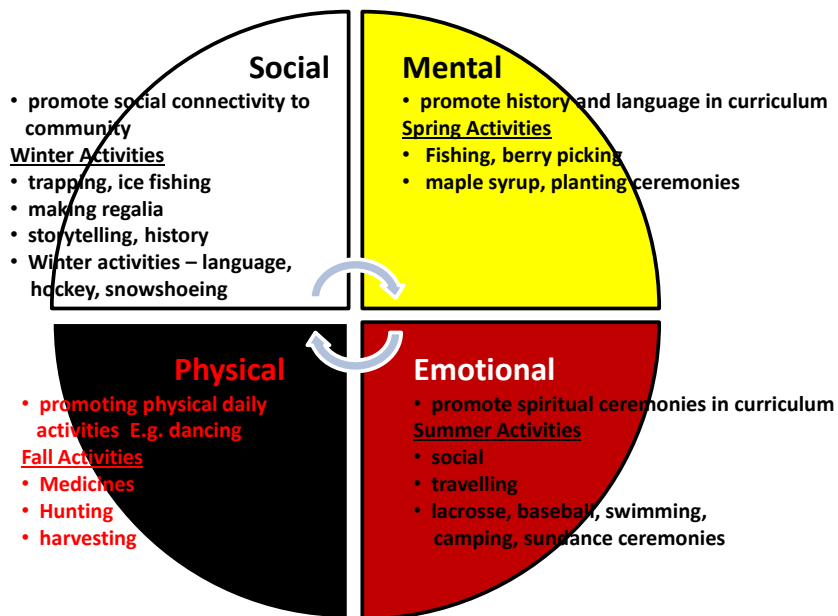 Social
• promote social connectivity to
community
Winter Activities
• trapping, ice fishing
• making regalia
• storytelling, history
• Winter activities – language,
hockey, snowshoeing
Mental
• promote history and language in curriculum
Spring Activities
• Fishing, berry picking
• maple syrup, planting ceremonies
Physical
• promoting physical daily
activities E.g. dancing
Fall Activities
• Medicines
• Hunting
• harvesting
Emotional
• promote spiritual ceremonies in curriculum
Summer Activities
• social
• travelling
• lacrosse, baseball, swimming,
camping, sundance ceremonies